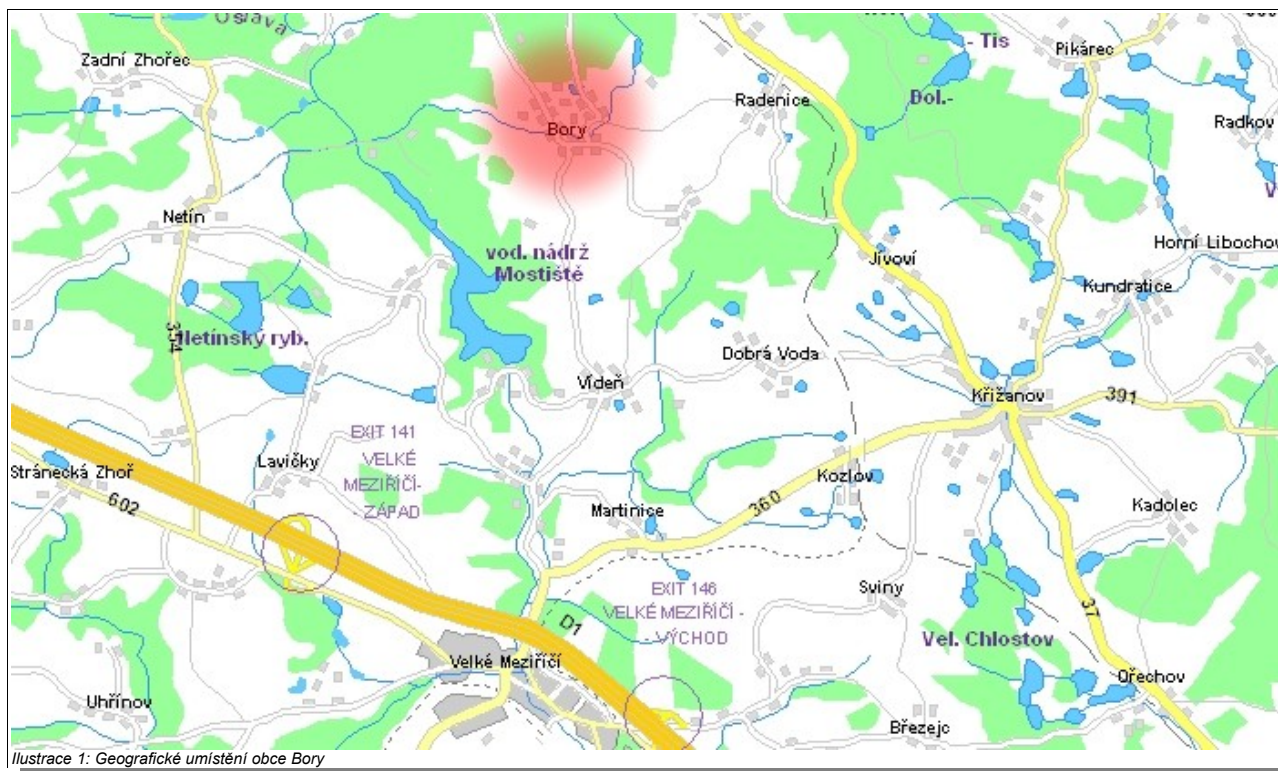 Oslava
- Tis
Pikárec
Zadní Zhořec
Radenice
Dol.-
Bory
Radkov
V
Netín
vod. nádrž
Mostiště
Jívoví
Horní Libochov
Kundratice
354
Netínský ryb.
Dobrá Voda
Vídeň
Křižanov
391
EXIT 141
VELKÉ
MEZIŘÍČÍ-
- ZÁPAD
Lavičky
Stránecká Zhoř
602
Kozlov
360
Martinice
Kadolec
EXIT 146
VELKÉ MEZIŘÍČÍ -
- VÝCHOD
Sviny
37
D1
Vel. Chlostov
Velké Meziříčí
Ořechov
Uhřínov
Březejc
Ilustrace 1: Geografické umístění obce Bory